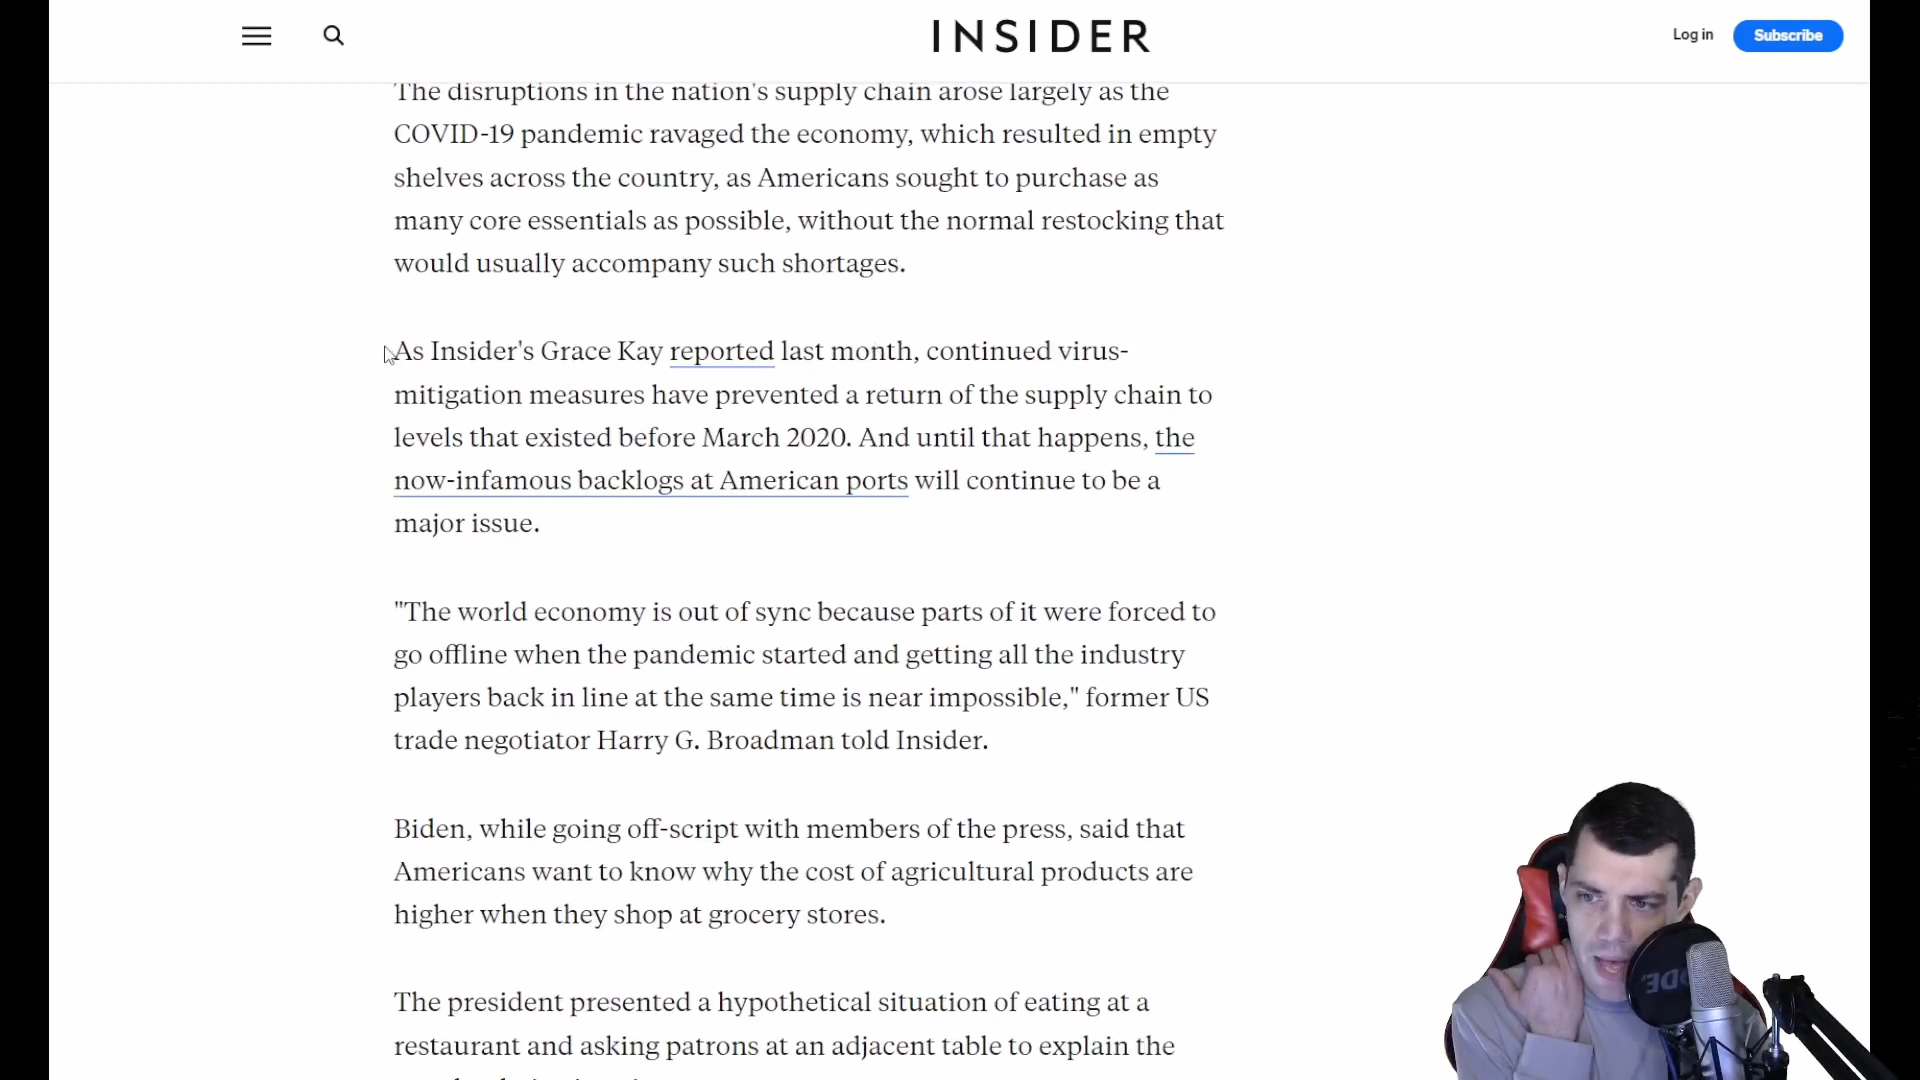 INSIDER
Log in
Subscribe
The disruptions in the nation's supply chain arose largely as the
COVID-19 pandemic ravaged the economy, which resulted in empty
shelves across the country, as Americans sought to purchase as
many core essentials as possible, without the normal restocking that
would usually accompany such shortages.
As Insider's Grace Kay reported last month, continued virus-
mitigation measures have prevented a return of the supply chain to
levels that existed before March 2020. And until that happens, the
now-infamous backlogs at American ports will continue to be a
major issue.
"The world economy is out of sync because parts of it were forced to
go offline when the pandemic started and getting all the industry
players back in line at the same time is near impossible," former US
trade negotiator Harry G. Broadman told Insider.
Biden, while going off-script with members of the press, said that
Americans want to know why the cost of agricultural products are
higher when they shop at grocery stores.
The president presented a hypothetical situation of eating at a
restaurant and asking patrons at an adjacent table to explain the